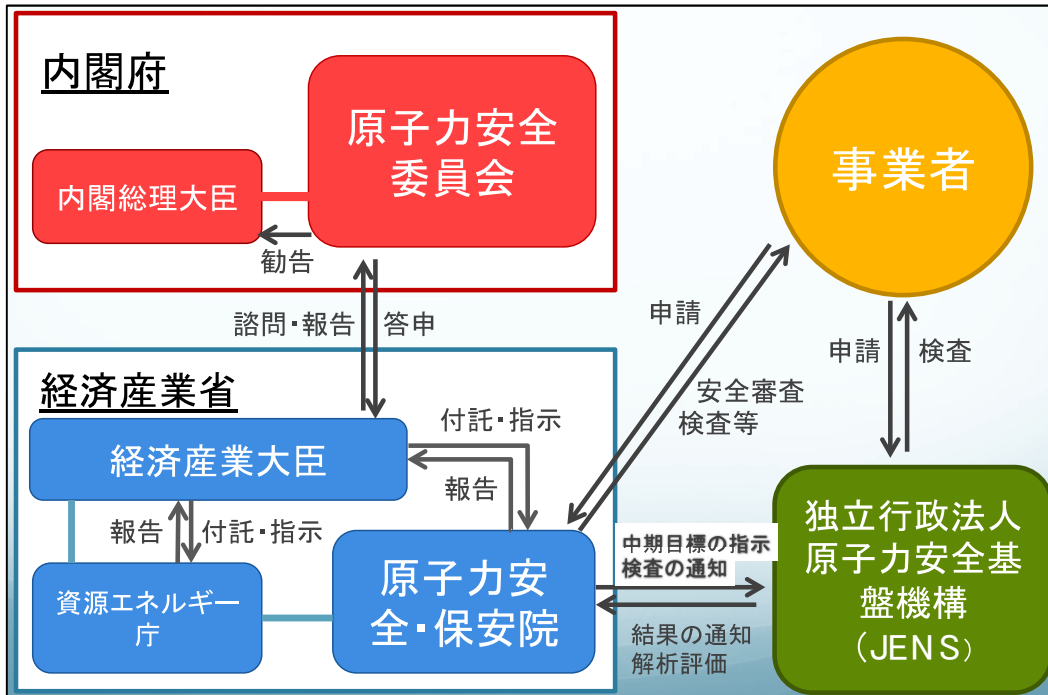 内閣府
原子力安全
委員会
内閣総理大臣
勧告
事業者
諮問・報告
答申
申請
安全審査
検査等
申請
検査
経済産業省
経済産業大臣
付託・指示
報告
報告
付託・指示
資源エネルギー
庁
原子力安
全・保安院
中期目標の指示
検査の通知
結果の通知
解析評価
独立行政法人
原子力安全基
盤機構
（JENS）